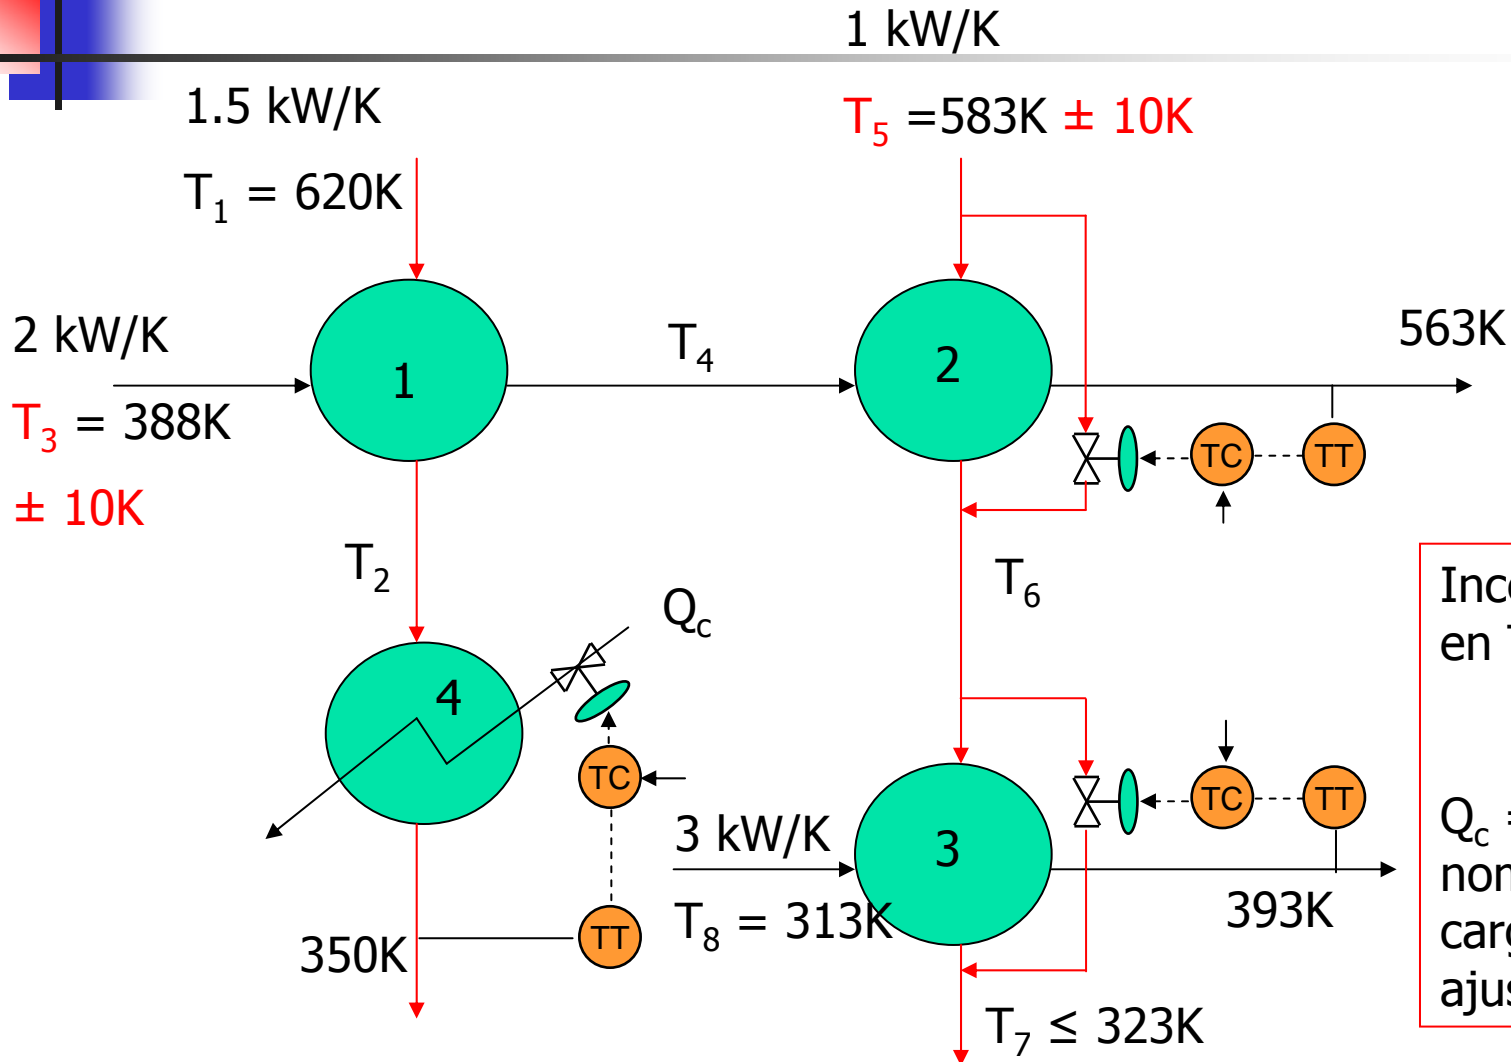 1 kW/K
1.5 kW/K
T₅ =583K ± 10K
T₁ = 620K
2 kW/K
1
T₄
2
563K
T₃ = 388K
± 10K
TC
TT
T₂
T₆
Q꜀
4
en
TC
3 kW/K
3
TC
TT
Q꜀ =
T₈ = 313K
393K
TT
350K
T₇ ≤ 323K